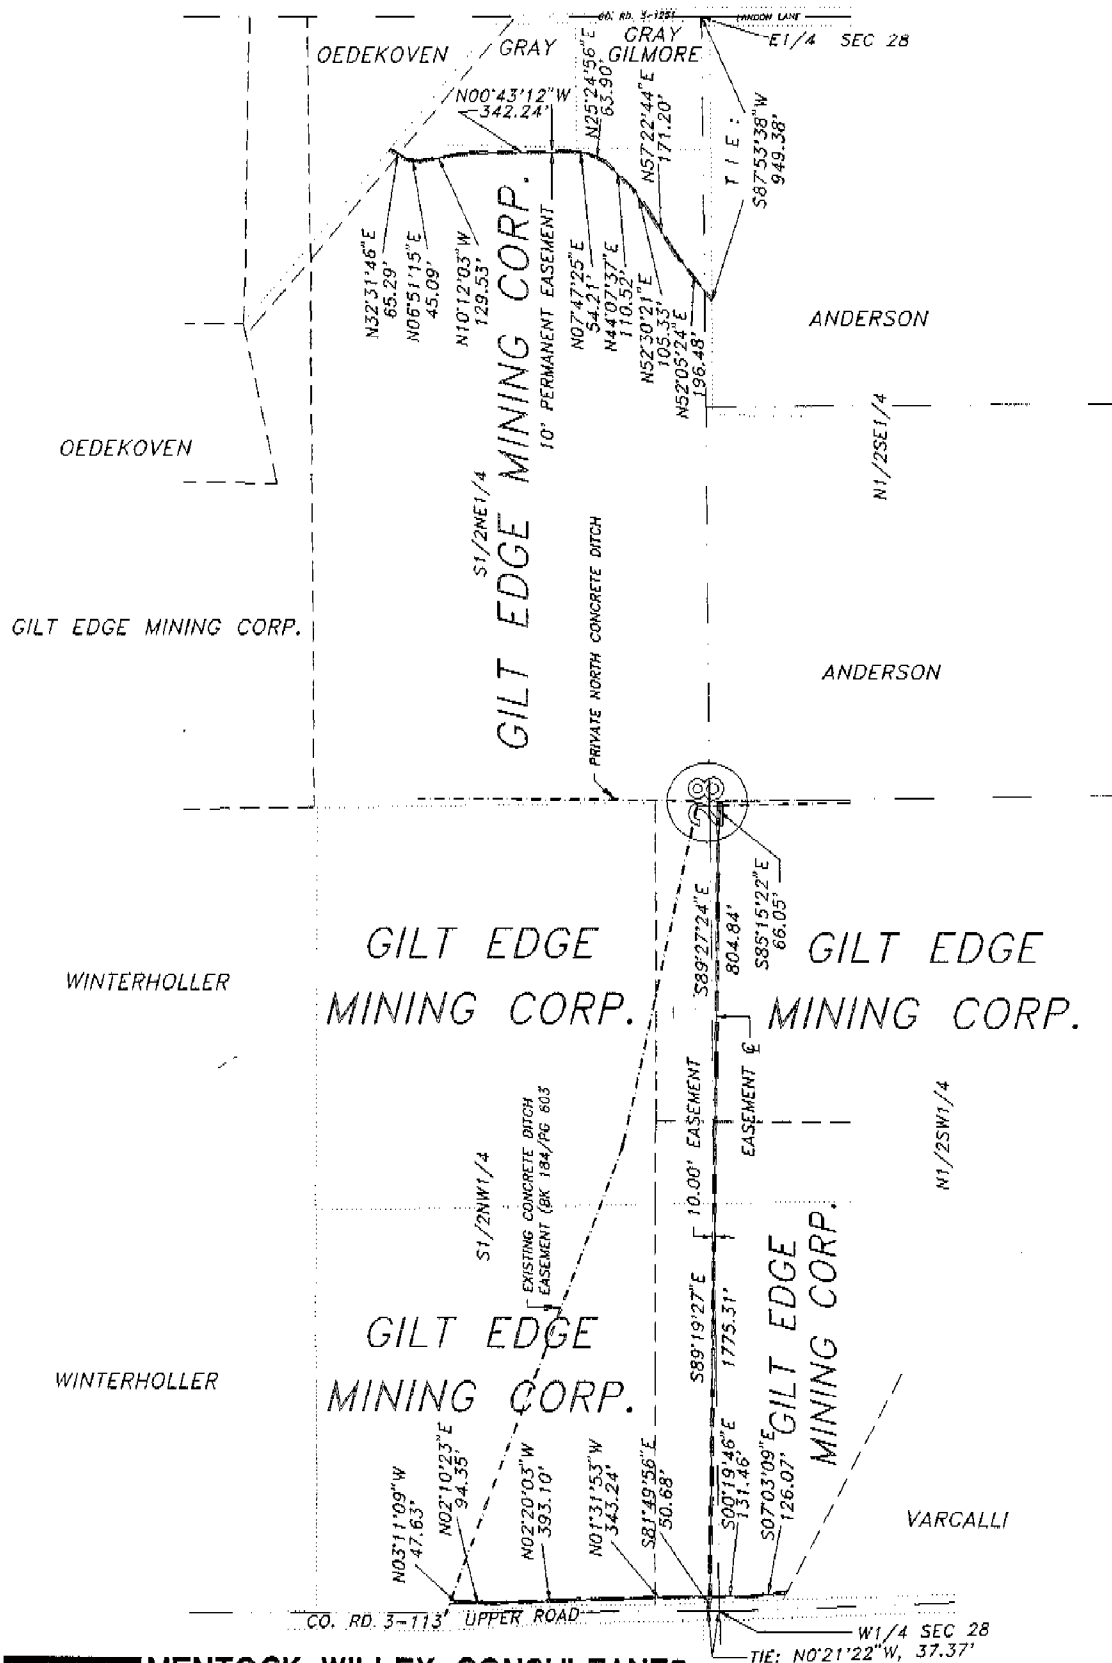 CO. RD. 3-1251
LANDON LANE
E1/4 SEC 28
OEDEKOVEN
GRAY
GRAY
GILMORE
N00°43'12"W
342.24'
N25°24'56"E
63.90'
N57°22'44"E
171.20'
TIE:
S87°53'38"W
949.38'
N32°31'46"E
65.29'
N06°51'15"E
45.09'
N10°12'03"W
129.53'
GILT EDGE MINING CORP.
10' PERMANENT EASEMENT
N07°47'25"E
54.21'
N44°07'37"E
110.52'
N52°30'21"E
105.33'
N52°05'24"E
196.48'
ANDERSON
OEDEKOVEN
S1/2NE1/4
N1/2SE1/4
GILT EDGE MINING CORP.
PRIVATE NORTH CONCRETE DITCH
ANDERSON
28
S89°27'24"E
804.84'
S85°15'22"E
66.05'
GILT EDGE
MINING CORP.
GILT EDGE
MINING CORP.
WINTERHOLLER
10.00' EASEMENT
EASEMENT ℄
EXISTING CONCRETE DITCH
EASEMENT (BK 184/PG 603
S1/2NW1/4
N1/2SW1/4
GILT EDGE
MINING CORP.
S89°19'27"E
1775.31'
GILT EDGE
MINING CORP.
WINTERHOLLER
N03°11'09"W
47.63'
N02°10'23"E
94.35'
N02°20'03"W
393.10'
N01°31'53"W
343.24'
S81°49'56"E
50.68'
S00°19'46"E
131.46'
S07°03'09"E
126.07'
VARCALLI
CO. RD. 3-113' UPPER ROAD
W1/4 SEC 28
TIE: N0°21'22"W, 37.37'
MENTOCK WILLEY CONSULTANTS